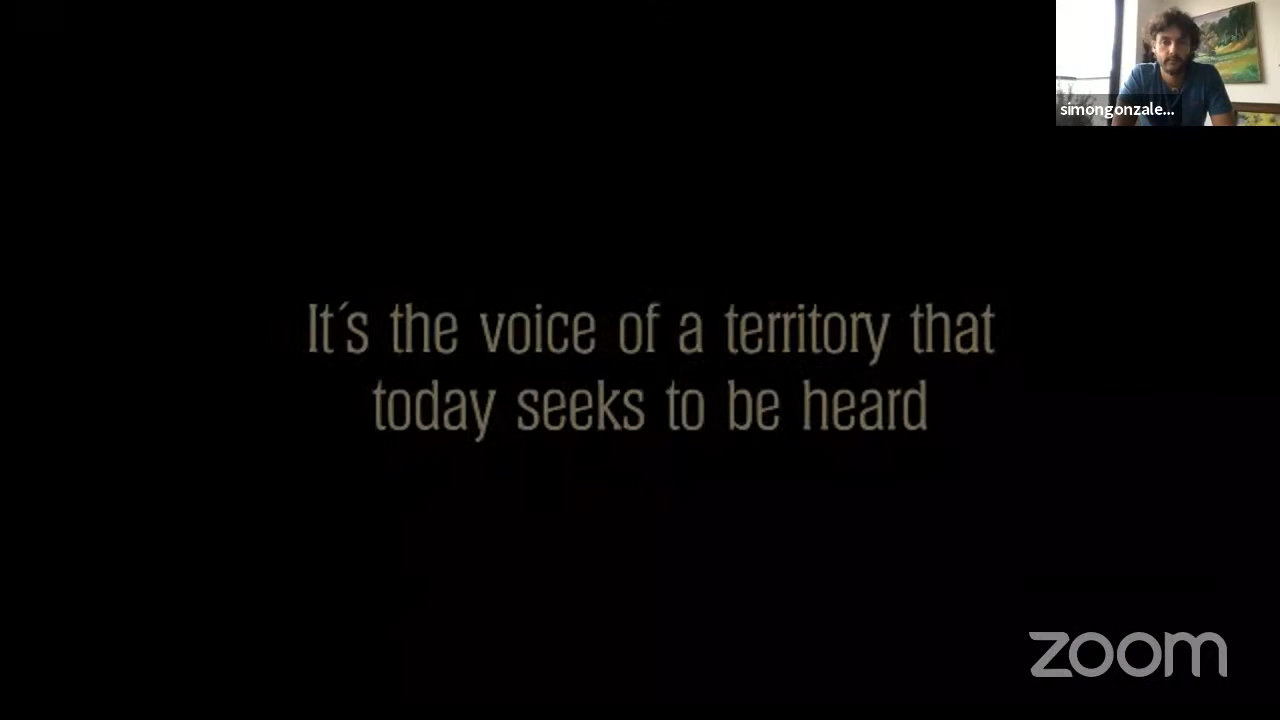 simongonzale...
It´s the voice of a territory that
today seeks to be heard
zoom